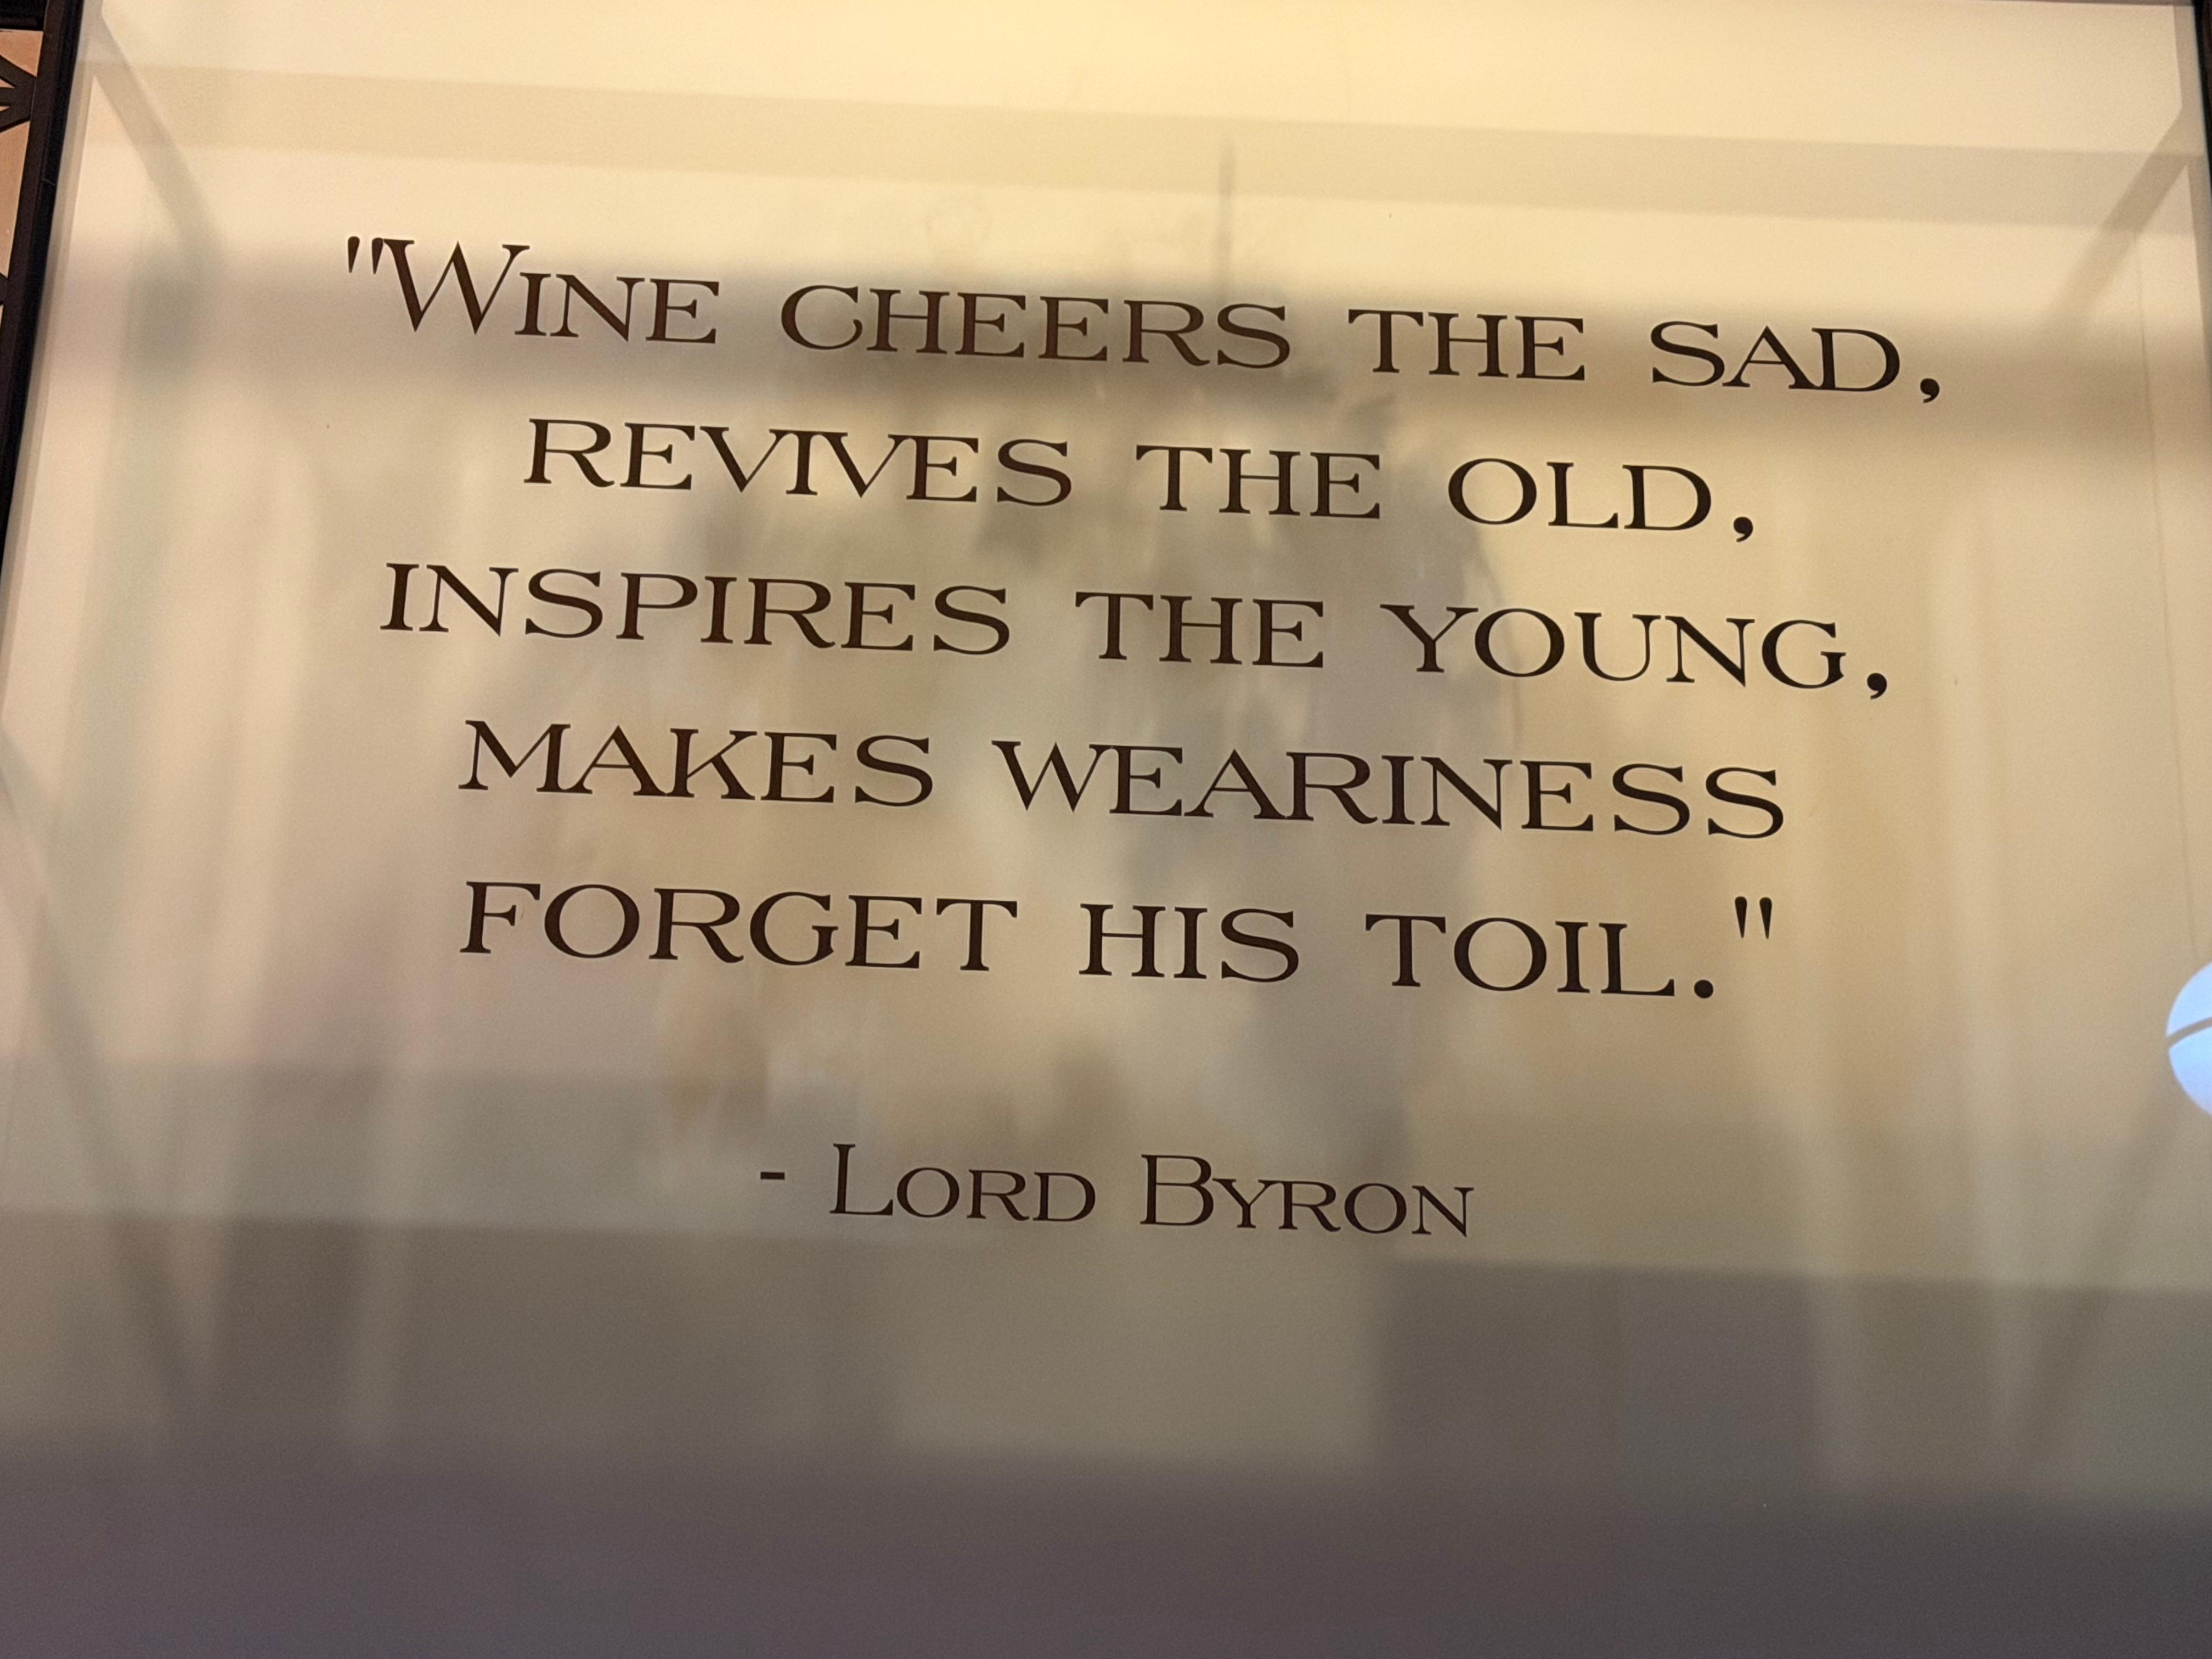 "WINE CHEERS THE SAD,
REVIVES THE OLD,
INSPIRES THE YOUNG,
MAKES WEARINESS
FORGET HIS TOIL."
- LORD BYRON